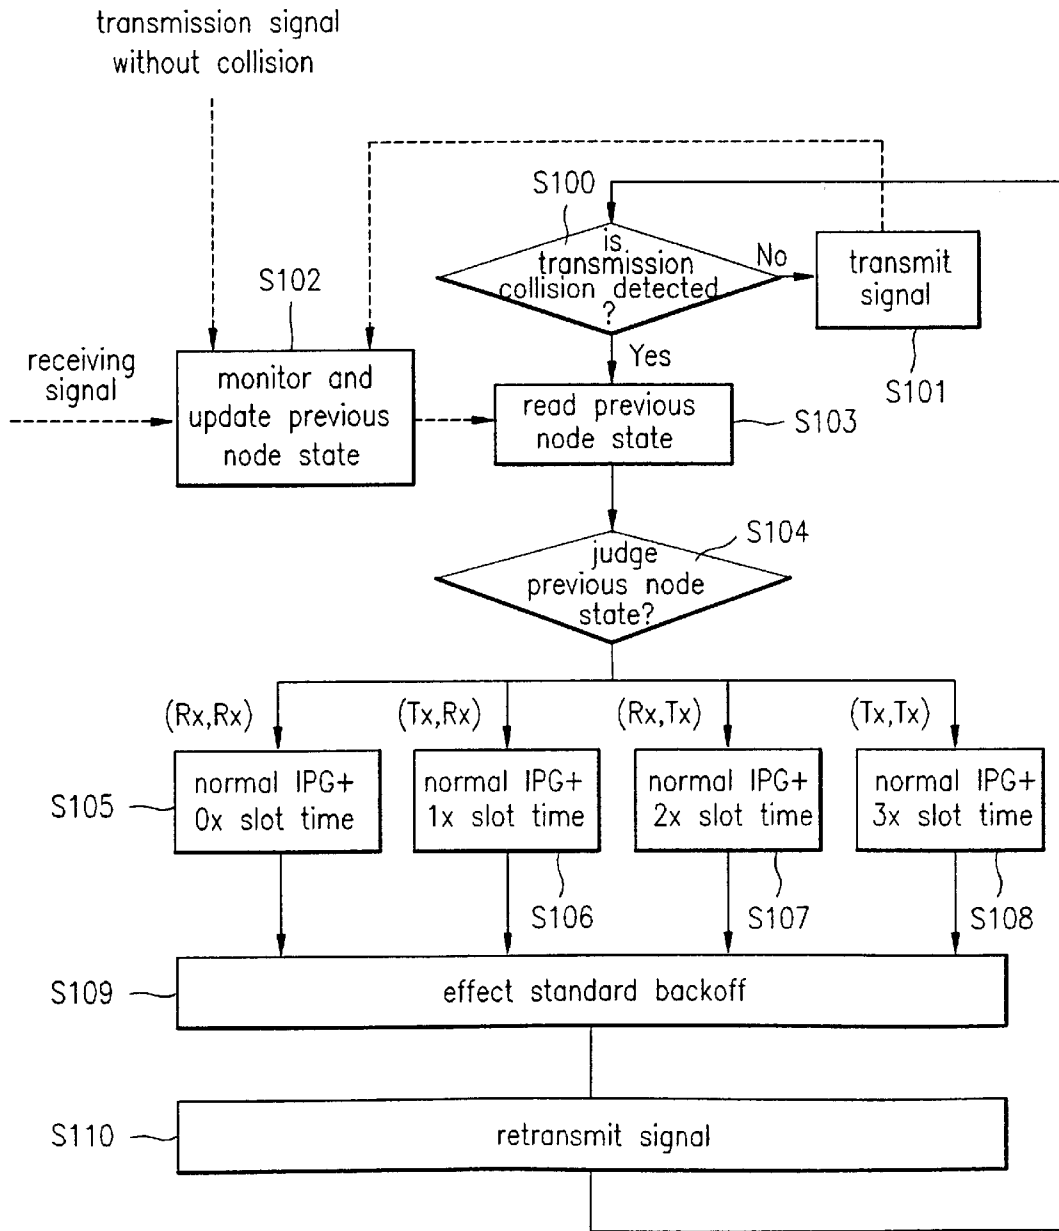 transmission signal
without collision
S100
is
transmission
collision detected
?
No
transmit
signal
S101
Yes
S102
receiving
signal
monitor and
update previous
node state
read previous
node state
S103
S104
judge
previous node
state?
(Rx,Rx)
(Tx,Rx)
(Rx,Tx)
(Tx,Tx)
S105
normal IPG+
0x slot time
normal IPG+
1x slot time
normal IPG+
2x slot time
normal IPG+
3x slot time
S106
S107
S108
S109
effect standard backoff
S110
retransmit signal